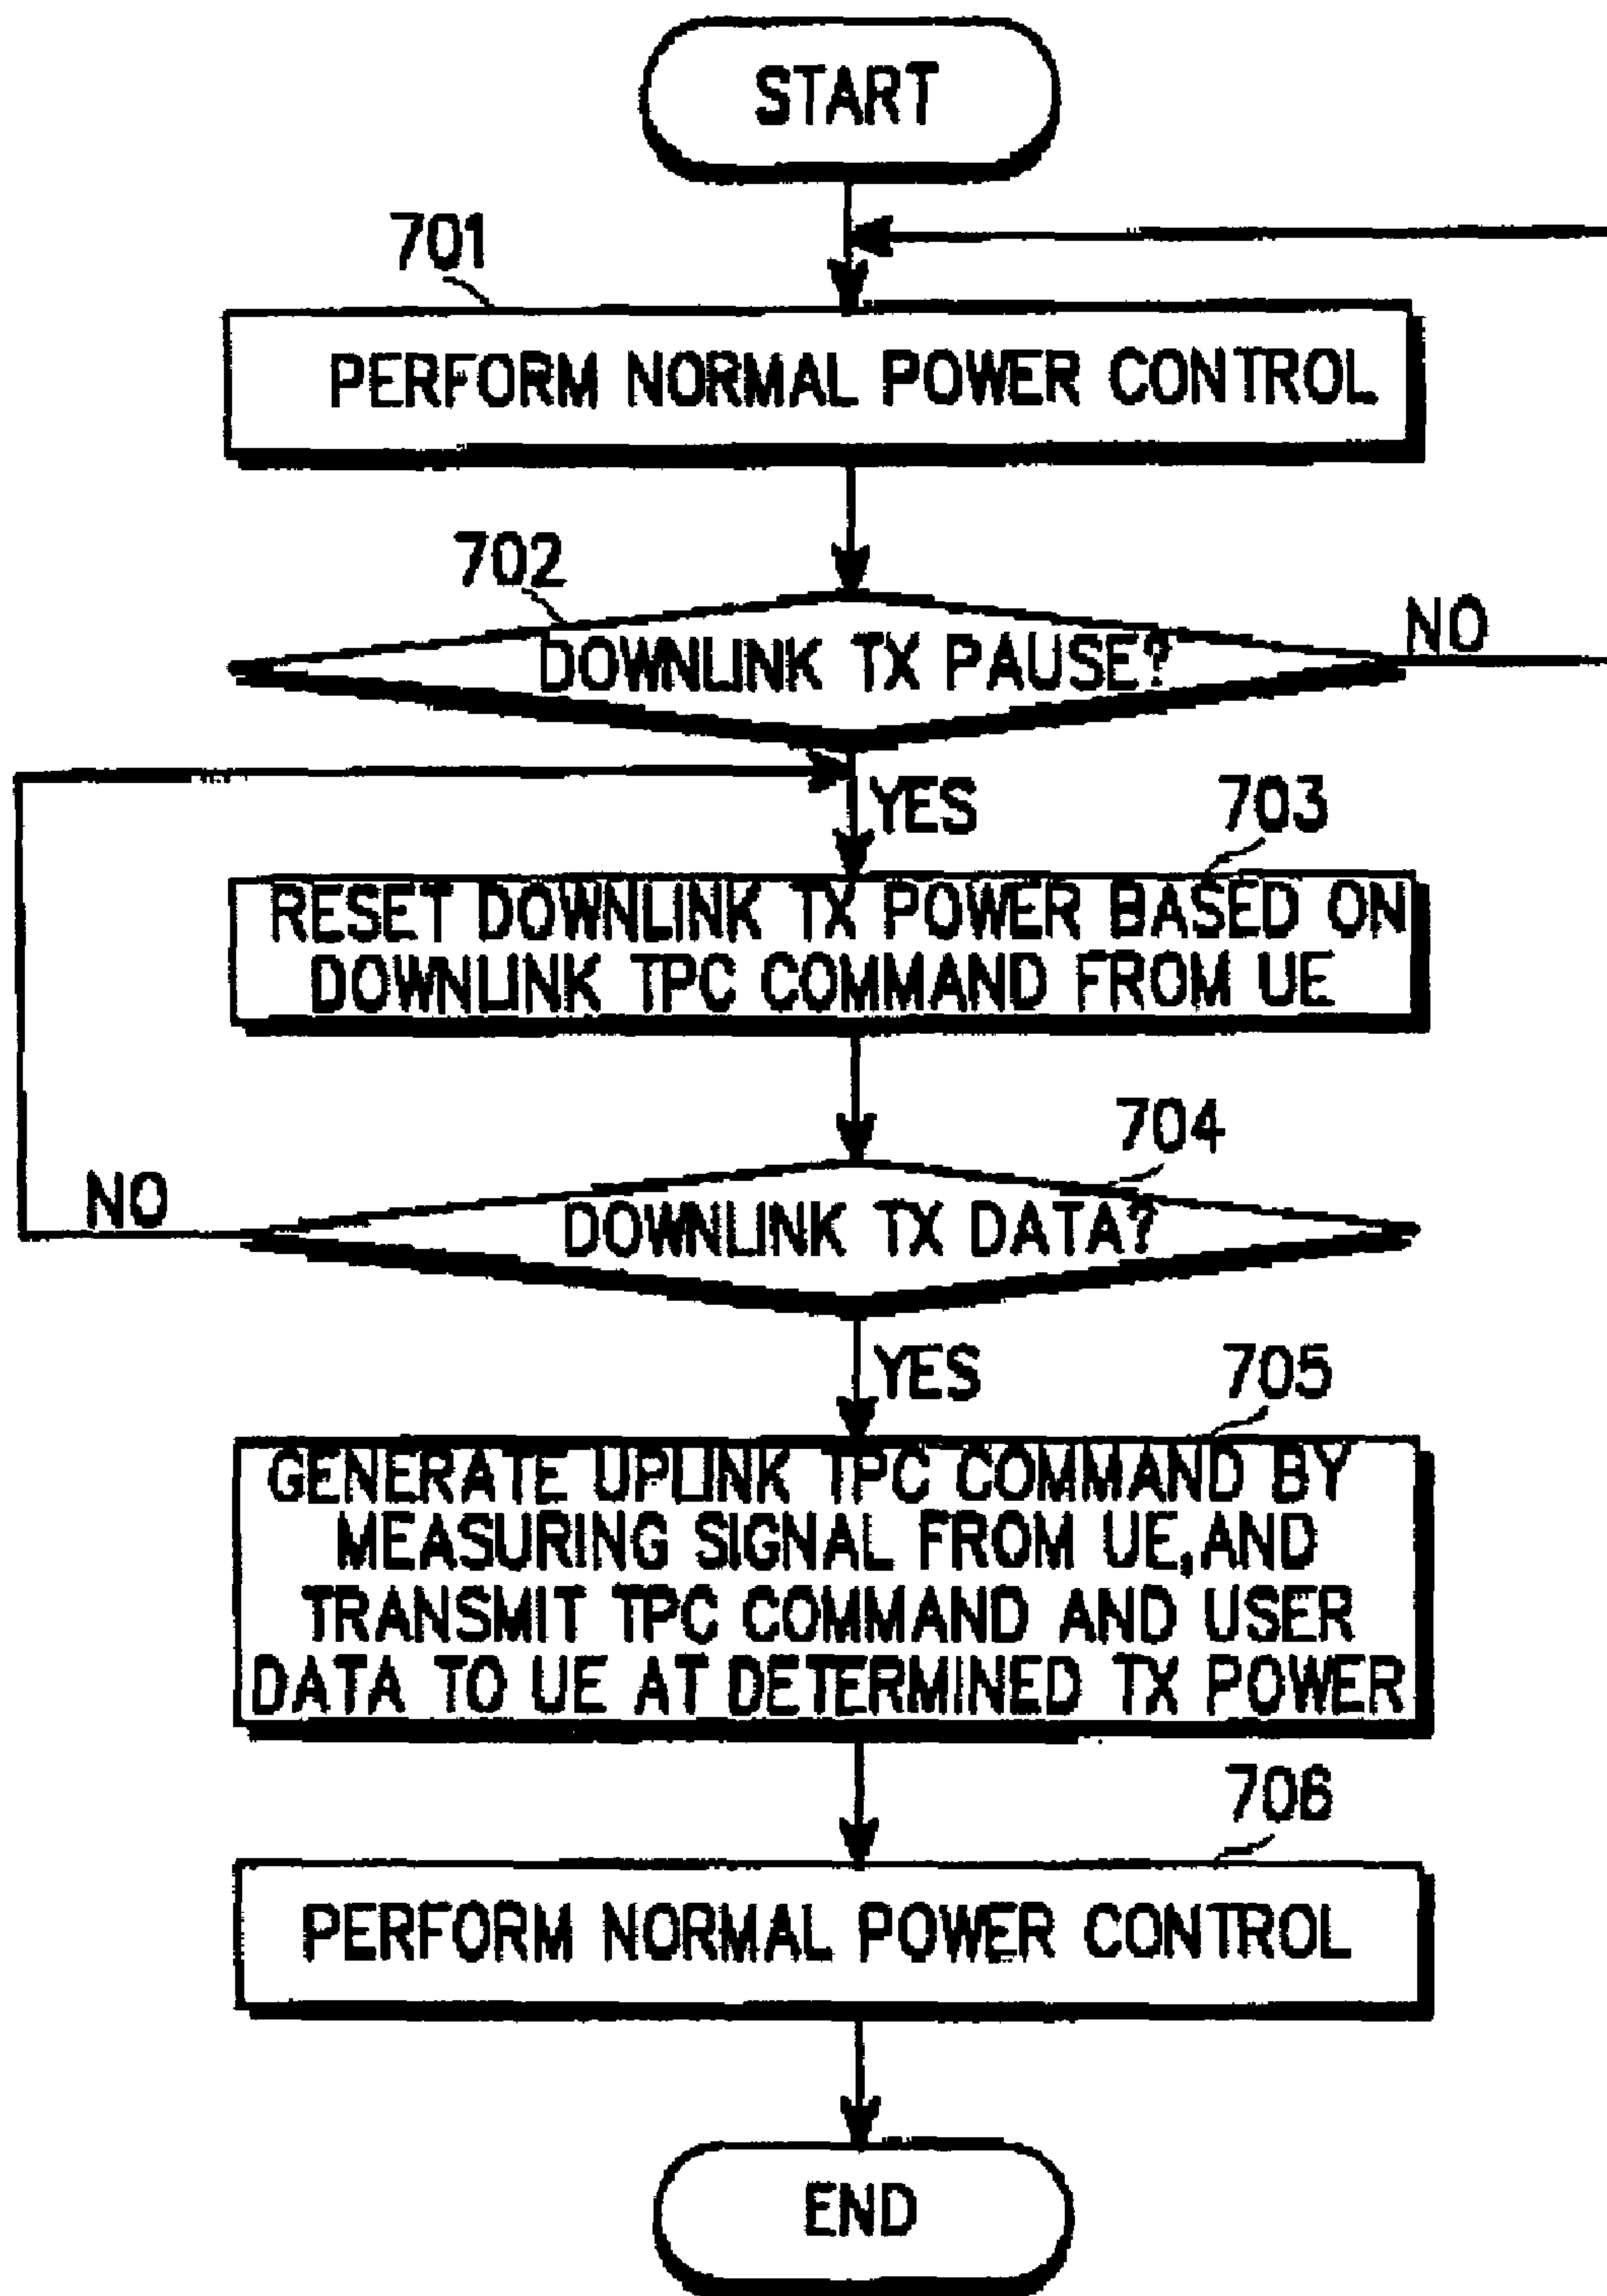 START
701
PERFORM NORMAL POWER CONTROL
702
DOWNLINK TX PAUSE?
NO
YES
703
RESET DOWNLINK TX POWER BASED ON
DOWNLINK TPC COMMAND FROM UE
704
NO
DOWNLINK TX DATA?
YES
705
GENERATE UPLINK TPC COMMAND BY
MEASURING SIGNAL FROM UE, AND
TRANSMIT TPC COMMAND AND USER
DATA TO UE AT DETERMINED TX POWER
706
PERFORM NORMAL POWER CONTROL
END